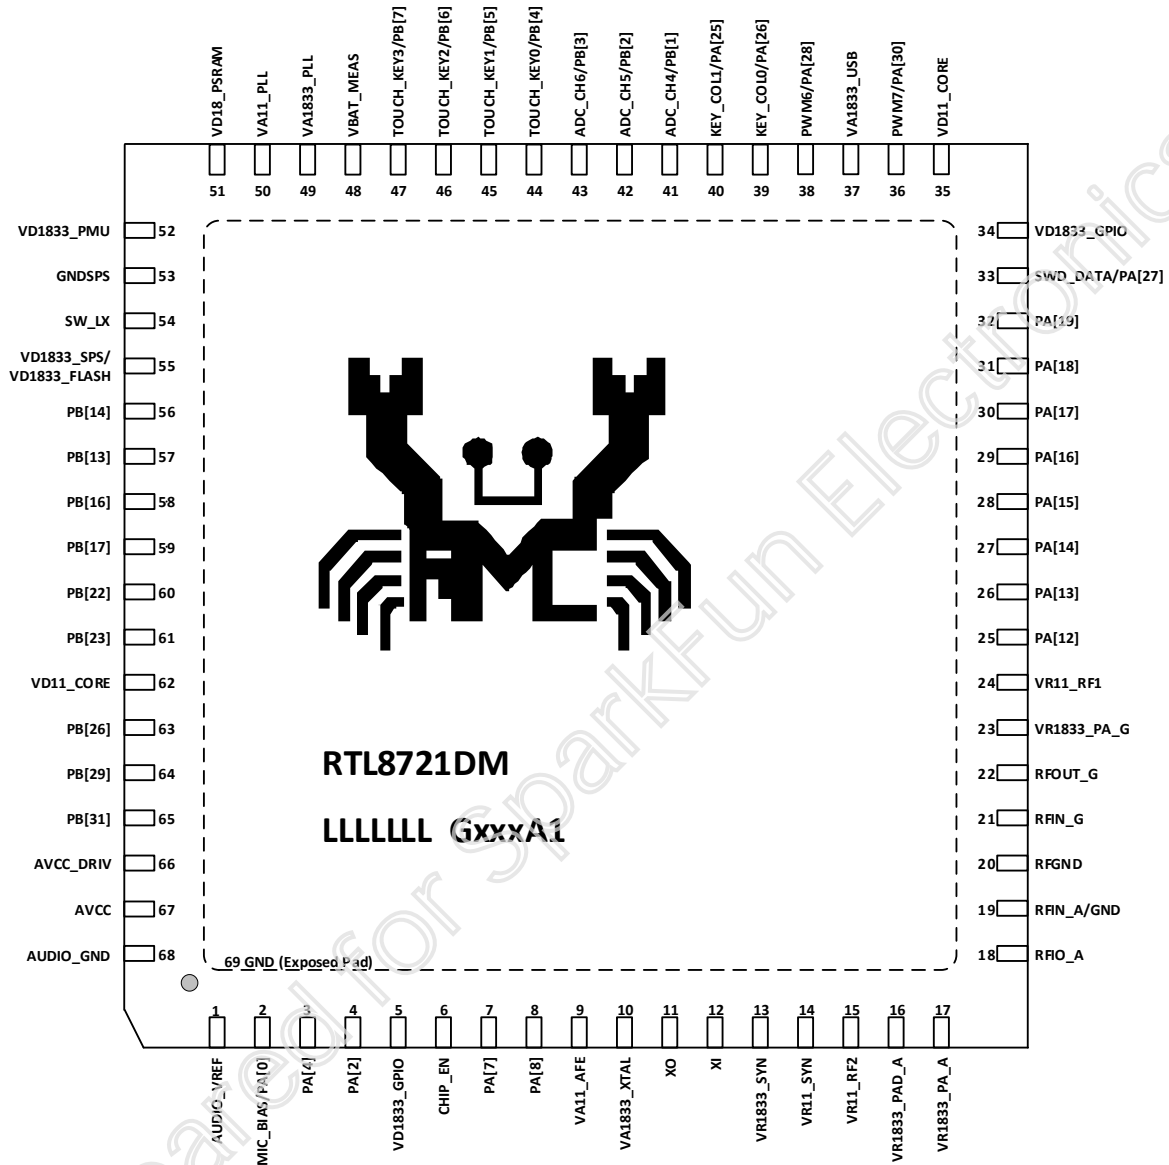 VD18_PSRAM
VA11_PLL
VA1833_PLL
VBAT_MEAS
TOUCH_KEY3/PB[7]
TOUCH_KEY2/PB[6]
TOUCH_KEY1/PB[5]
TOUCH_KEY0/PB[4]
ADC_CH6/PB[3]
ADC_CH5/PB[2]
ADC_CH4/PB[1]
KEY_COL1/PA[25]
KEY_COL0/PA[26]
PWM6/PA[28]
VA1833_USB
PWM7/PA[30]
VD11_CORE
51 50 49 48 47 46 45 44 43 42 41 40 39 38 37 36 35
VD1833_PMU 52
GNDSPS 53
SW_LX 54
VD1833_SPS/
VD1833_FLASH 55
PB[14] 56
PB[13] 57
PB[16] 58
PB[17] 59
PB[22] 60
PB[23] 61
VD11_CORE 62
PB[26] 63
PB[29] 64
PB[31] 65
AVCC_DRIV 66
AVCC 67
AUDIO_GND 68
34 VD1833_GPIO
33 SWD_DATA/PA[27]
32 PA[19]
31 PA[18]
30 PA[17]
29 PA[16]
28 PA[15]
27 PA[14]
26 PA[13]
25 PA[12]
24 VR11_RF1
23 VR1833_PA_G
22 RFOUT_G
21 RFIN_G
20 RFGND
19 RFIN_A/GND
18 RFIO_A
RTL8721DM
LLLLLLL GxxxA1
69 GND (Exposed Pad)
1 2 3 4 5 6 7 8 9 10 11 12 13 14 15 16 17
AUDIO_VREF
MIC_BIAS/PA[0]
PA[4]
PA[2]
VD1833_GPIO
CHIP_EN
PA[7]
PA[8]
VA11_AFE
VA1833_XTAL
XO
XI
VR1833_SYN
VR11_SYN
VR11_RF2
VR1833_PAD_A
VR1833_PA_A
for SparkFun Electronics